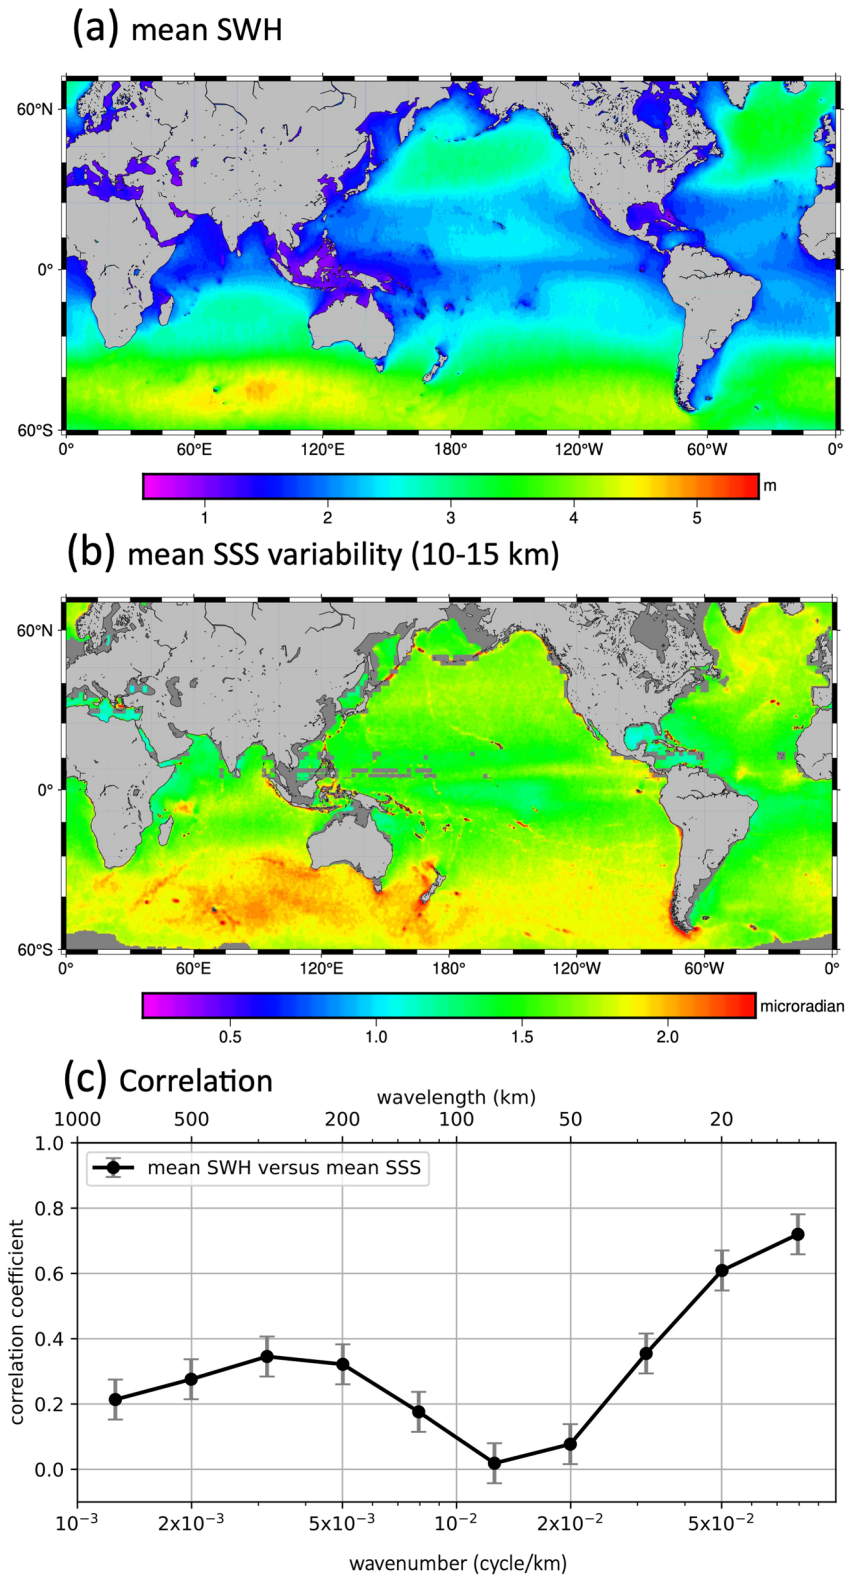 (a) mean SWH
60°N
0°
60°S
0° 60°E 120°E 180° 120°W 60°W 0°
m
1 2 3 4 5
(b) mean SSS variability (10-15 km)
60°N
0°
60°S
0° 60°E 120°E 180° 120°W 60°W 0°
microradian
0.5 1.0 1.5 2.0
(c) Correlation
wavelength (km)
1000 500 200 100 50 20
1.0
mean SWH versus mean SSS
0.8
0.6
0.4
0.2
0.0
correlation coefficient
10⁻³ 2x10⁻³ 5x10⁻³ 10⁻² 2x10⁻² 5x10⁻²
wavenumber (cycle/km)